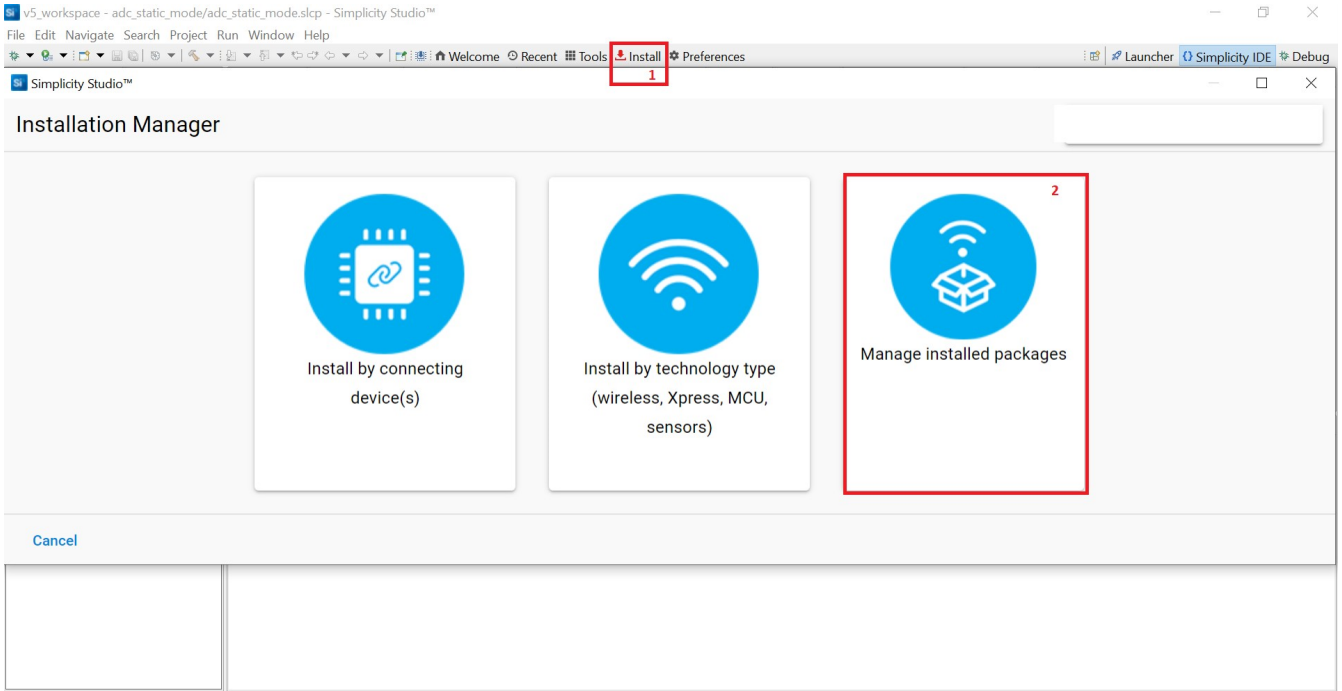 Si v5_workspace - adc_static_mode/adc_static_mode.slcp - Simplicity Studio™
File Edit Navigate Search Project Run Window Help
Welcome Recent Tools Install Preferences Launcher {} Simplicity IDE Debug
1
Si Simplicity Studio™
Installation Manager
2
Install by connecting
device(s)
Install by technology type
(wireless, Xpress, MCU,
sensors)
Manage installed packages
Cancel